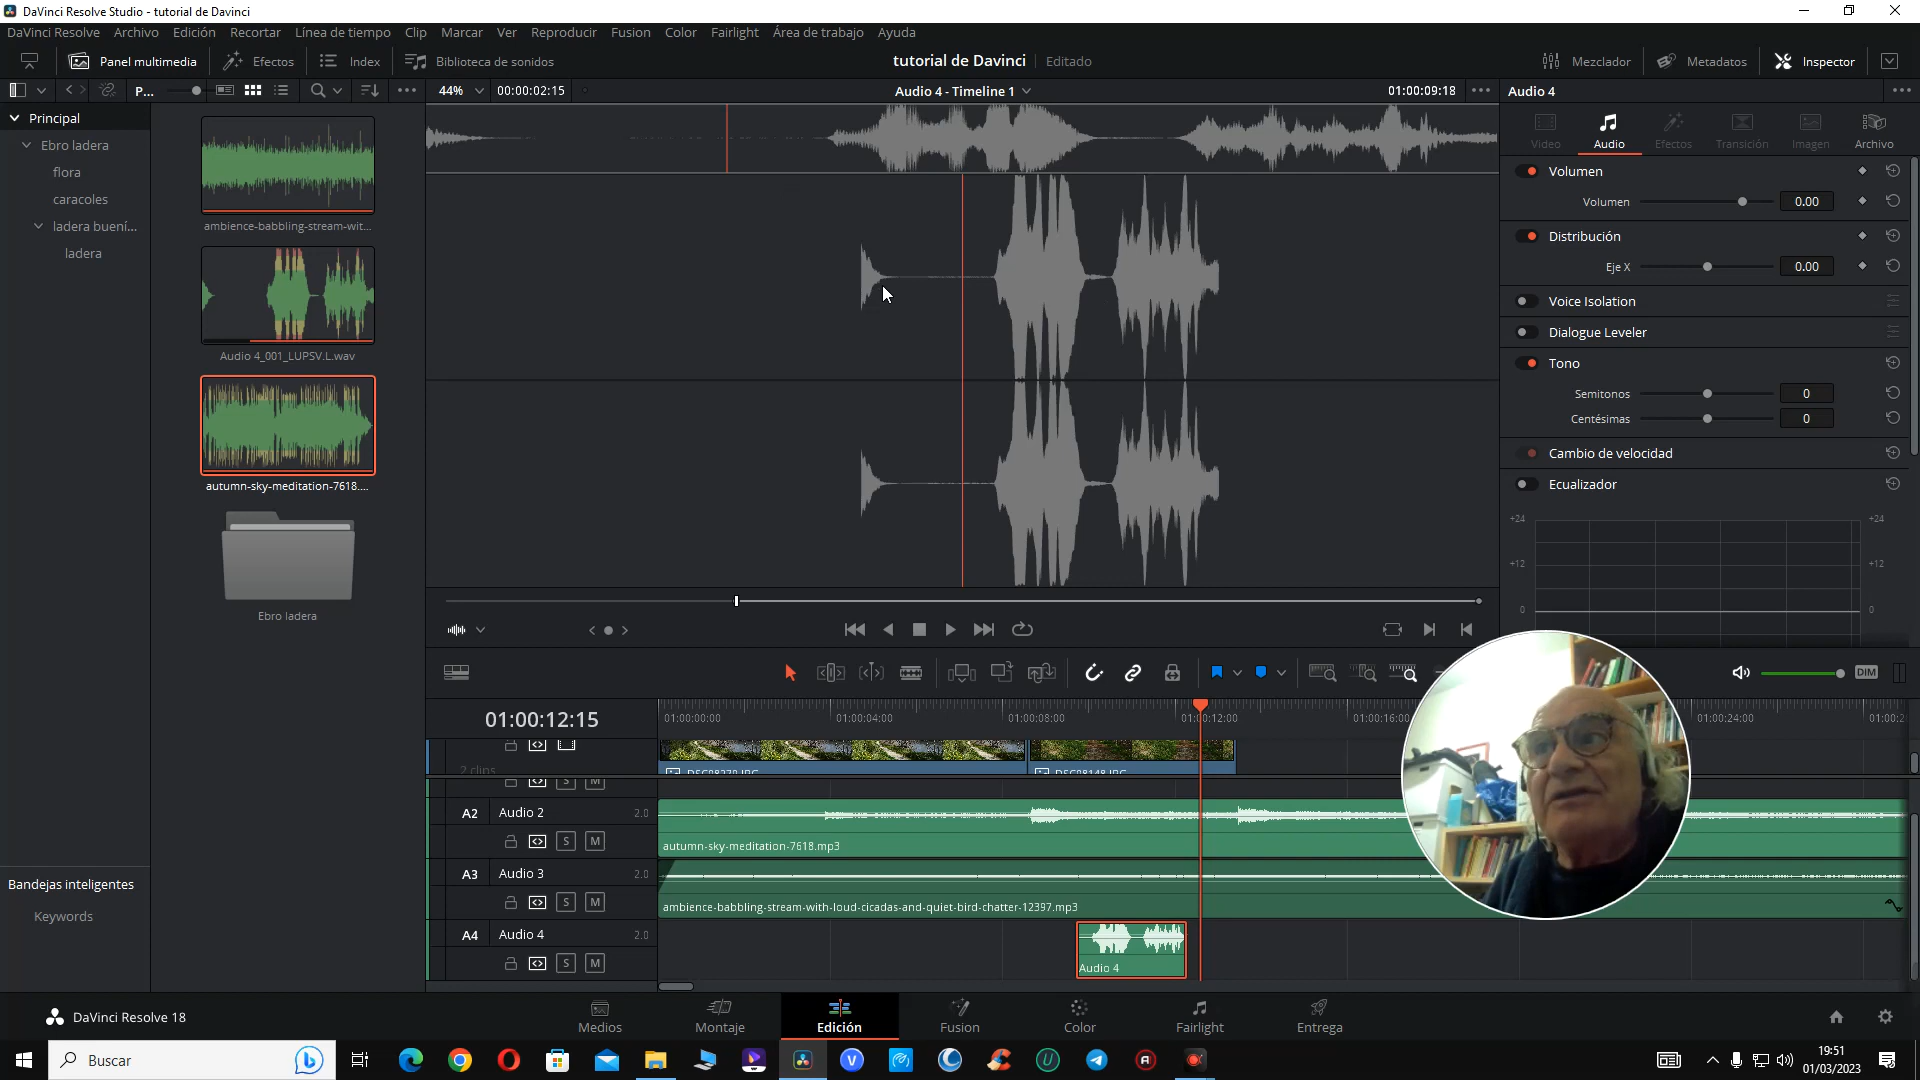 DaVinci Resolve Studio - tutorial de Davinci
DaVinci Resolve Archivo Edición Recortar Línea de tiempo Clip Marcar Ver Reproducir Fusion Color Fairlight Área de trabajo Ayuda
Panel multimedia Efectos Index Biblioteca de sonidos tutorial de Davinci Editado Mezclador Metadatos Inspector
P... 44% 00:00:02:15 Audio 4 - Timeline 1 01:00:09:18 Audio 4
Principal
Ebro ladera
flora
caracoles
ladera buení...
ladera
Bandejas inteligentes
Keywords
ambience-babbling-stream-wit...
Audio 4_001_LUPSV.L.wav
autumn-sky-meditation-7618....
Ebro ladera
Video Audio Efectos Transición Imagen Archivo
Volumen
Volumen 0.00
Distribución
Eje X 0.00
Voice Isolation
Dialogue Leveler
Tono
Semitonos 0
Centésimas 0
Cambio de velocidad
Ecualizador
+24 +24
+12 +12
0 0
DIM
01:00:12:15
01:00:00:00 01:00:04:00 01:00:08:00 01:00:12:00 01:00:16:00 01:00:24:00
2 clips
A2 Audio 2 2.0
S M
autumn-sky-meditation-7618.mp3
A3 Audio 3 2.0
S M
ambience-babbling-stream-with-loud-cicadas-and-quiet-bird-chatter-12397.mp3
A4 Audio 4 2.0
S M
Audio 4
DaVinci Resolve 18
Medios Montaje Edición Fusion Color Fairlight Entrega
Buscar
19:51
01/03/2023